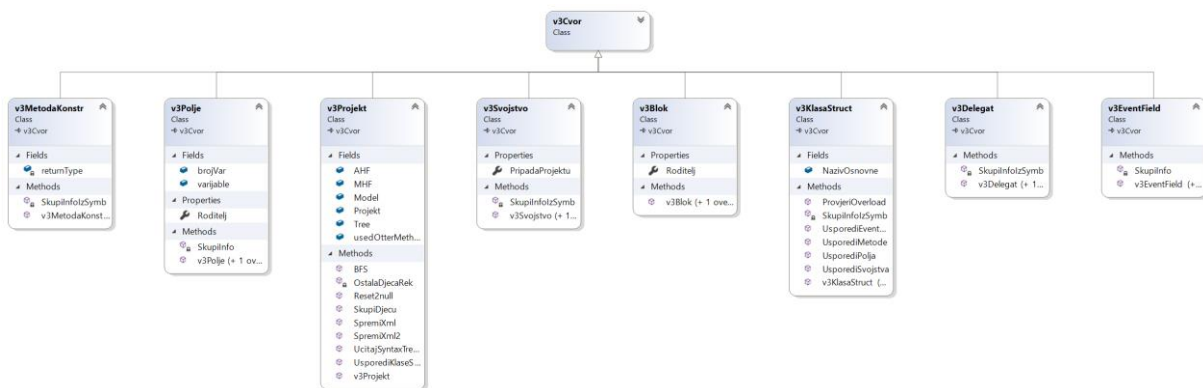 v3Cvor
Class
v3MetodaKonstr
Class
v3Cvor
Fields
returnType
Methods
SkupiInfoIzSymb
v3MetodaKonst...
v3Polje
Class
v3Cvor
Fields
brojVar
varijable
Properties
Roditelj
Methods
SkupiInfo
v3Polje (+ 1 ov...
v3Projekt
Class
v3Cvor
Fields
AHF
MHF
Model
Projekt
Tree
usedOtterMeth...
Methods
BFS
OstalaDjecaRek
Reset2null
SkupiDjecu
SpremiXml
SpremiXml2
UcitajSyntaxTre...
UsporediKlaseS...
v3Projekt
v3Svojstvo
Class
v3Cvor
Properties
PripadaProjektu
Methods
SkupiInfoIzSymb
v3Svojstvo (+ 1...
v3Blok
Class
v3Cvor
Properties
Roditelj
Methods
v3Blok (+ 1 ove...
v3KlasaStruct
Class
v3Cvor
Fields
NazivOsnovne
Methods
ProvjeriOverload
SkupiInfoIzSymb
UsporediEvent...
UsporediMetode
UsporediPolja
UsporediSvojstva
v3KlasaStruct (...
v3Delegat
Class
v3Cvor
Methods
SkupiInfoIzSymb
v3Delegat (+ 1...
v3EventField
Class
v3Cvor
Methods
SkupiInfo
v3EventField (+...